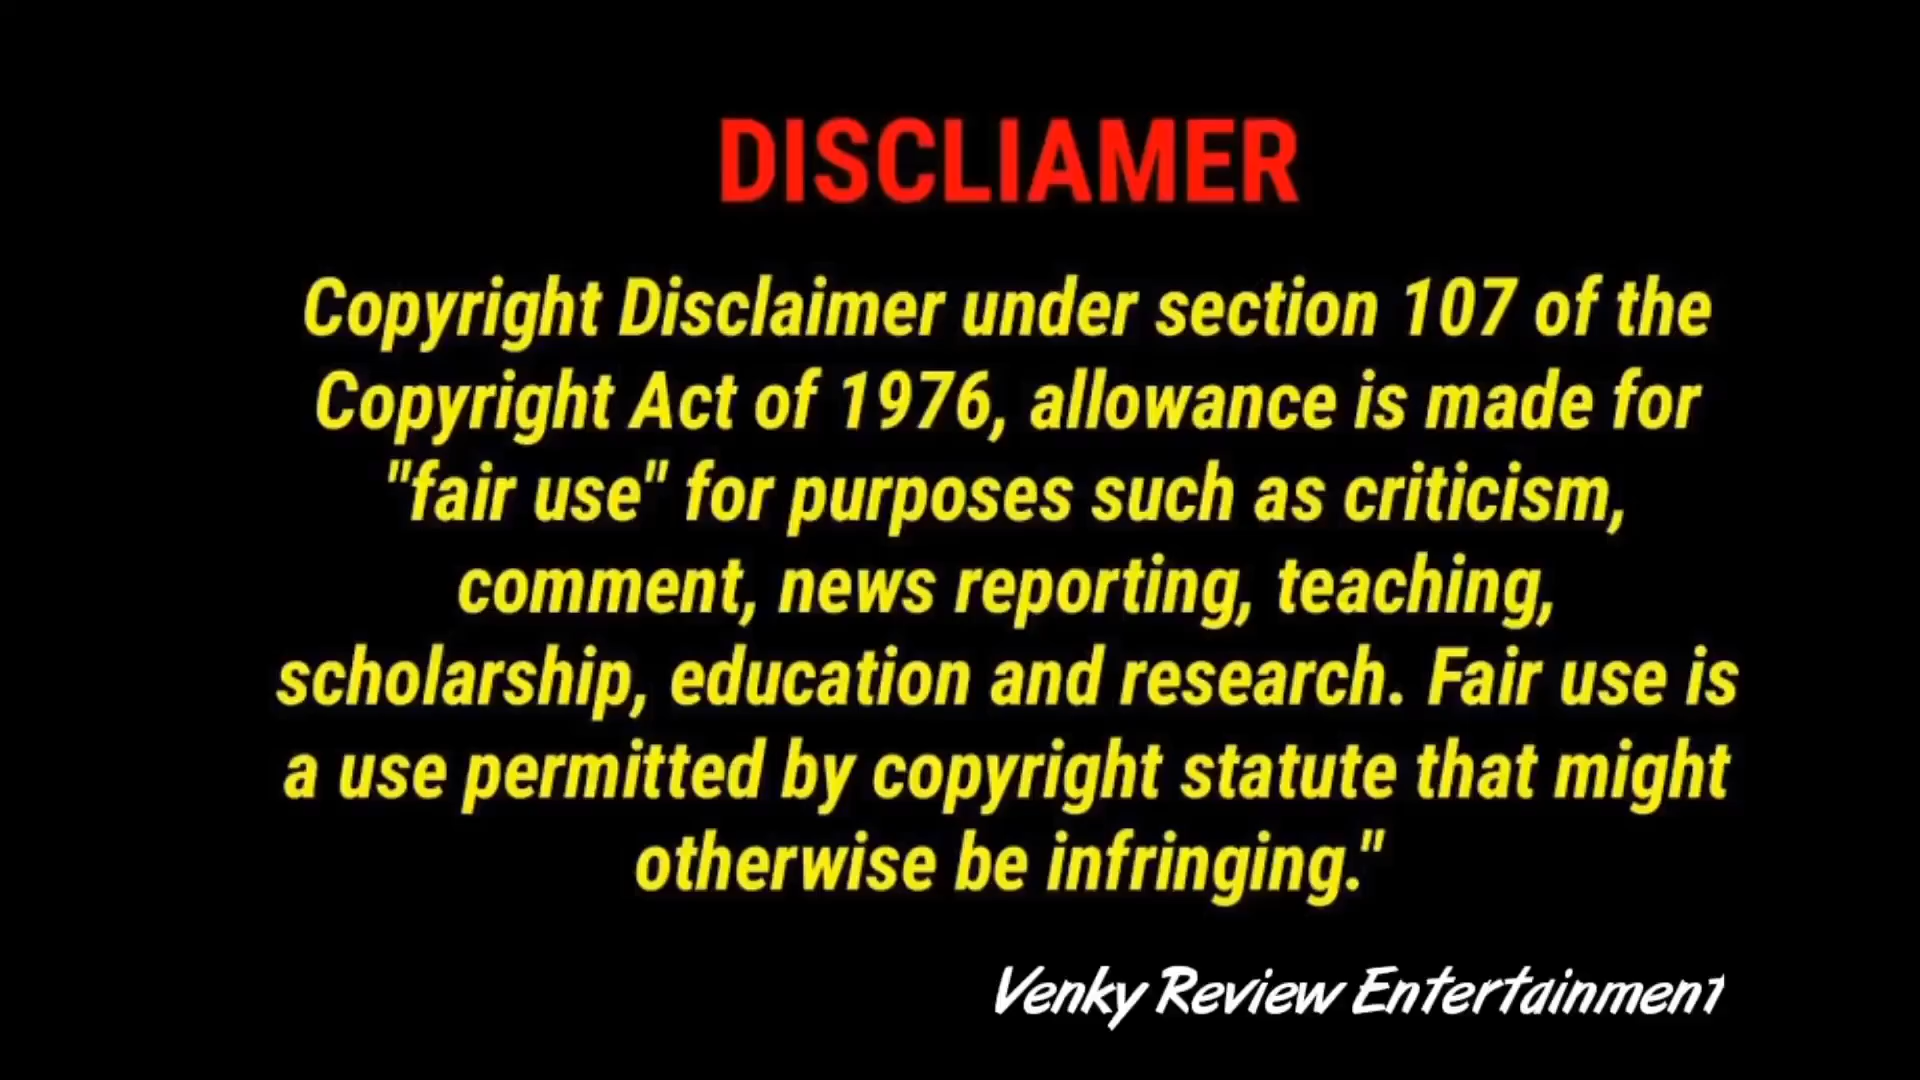 DISCLIAMER
Copyright Disclaimer under section 107 of the
Copyright Act of 1976, allowance is made for
"fair use" for purposes such as criticism,
comment, news reporting, teaching,
scholarship, education and research. Fair use is
a use permitted by copyright statute that might
otherwise be infringing."
Venky Review Entertainment